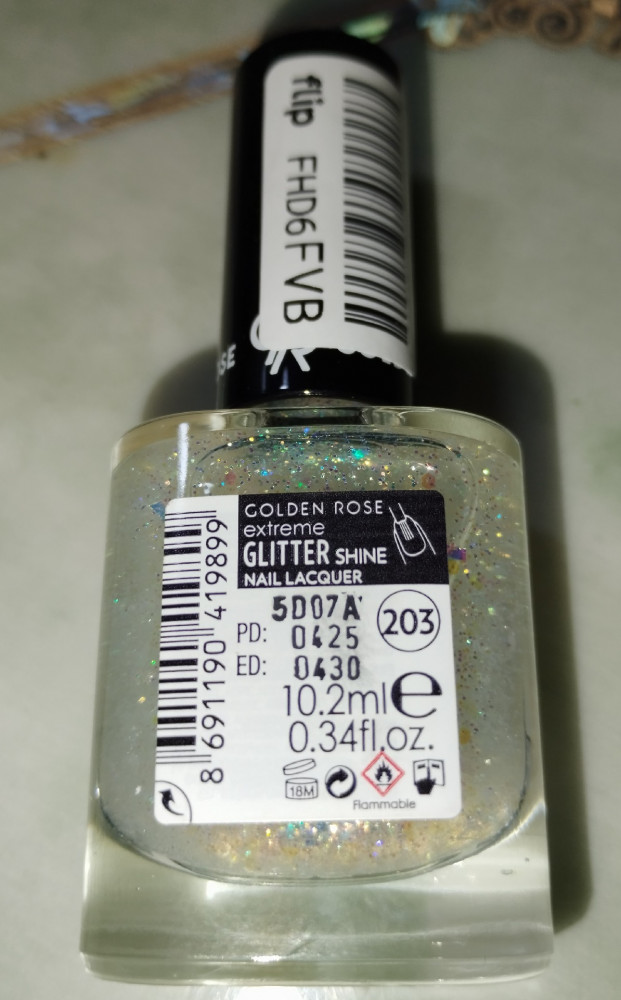 flip FHD6FVB
GOLDEN ROSE
extreme
GLITTER SHINE
NAIL LACQUER
5D07A
203
PD: 0425
ED: 0430
10.2ml e
0.34fl.oz.
18M
Flammable
8 691190 419899